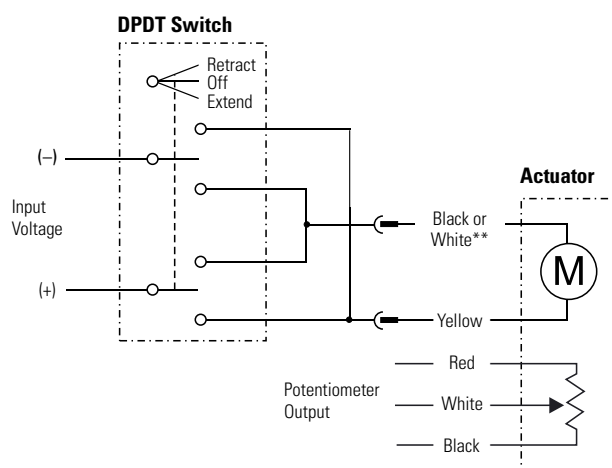 DPDT Switch
Retract
Off
Extend
(–)
Input
Voltage
(+)
Actuator
Black or
White**
M
Yellow
Red
Potentiometer
Output
White
Black